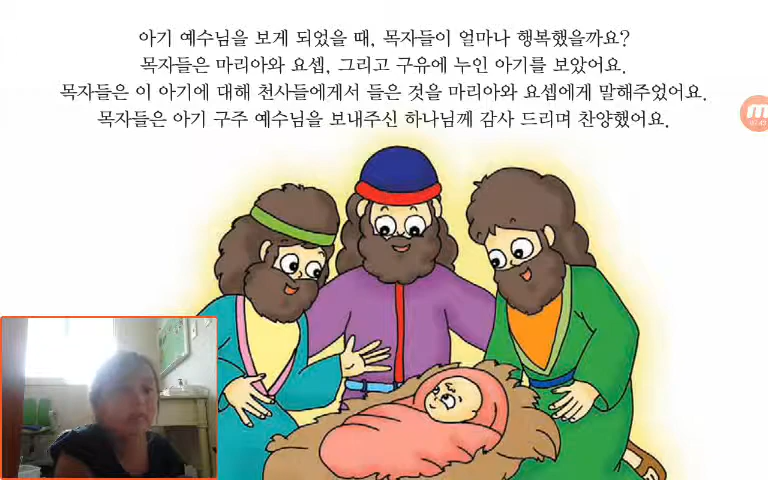 아기 예수님을 보게 되었을 때, 목자들이 얼마나 행복했을까요?
목자들은 마리아와 요셉, 그리고 구유에 누인 아기를 보았어요.
목자들은 이 아기에 대해 천사들에게서 들은 것을 마리아와 요셉에게 말해주었어요.
목자들은 아기 구주 예수님을 보내주신 하나님께 감사 드리며 찬양했어요.